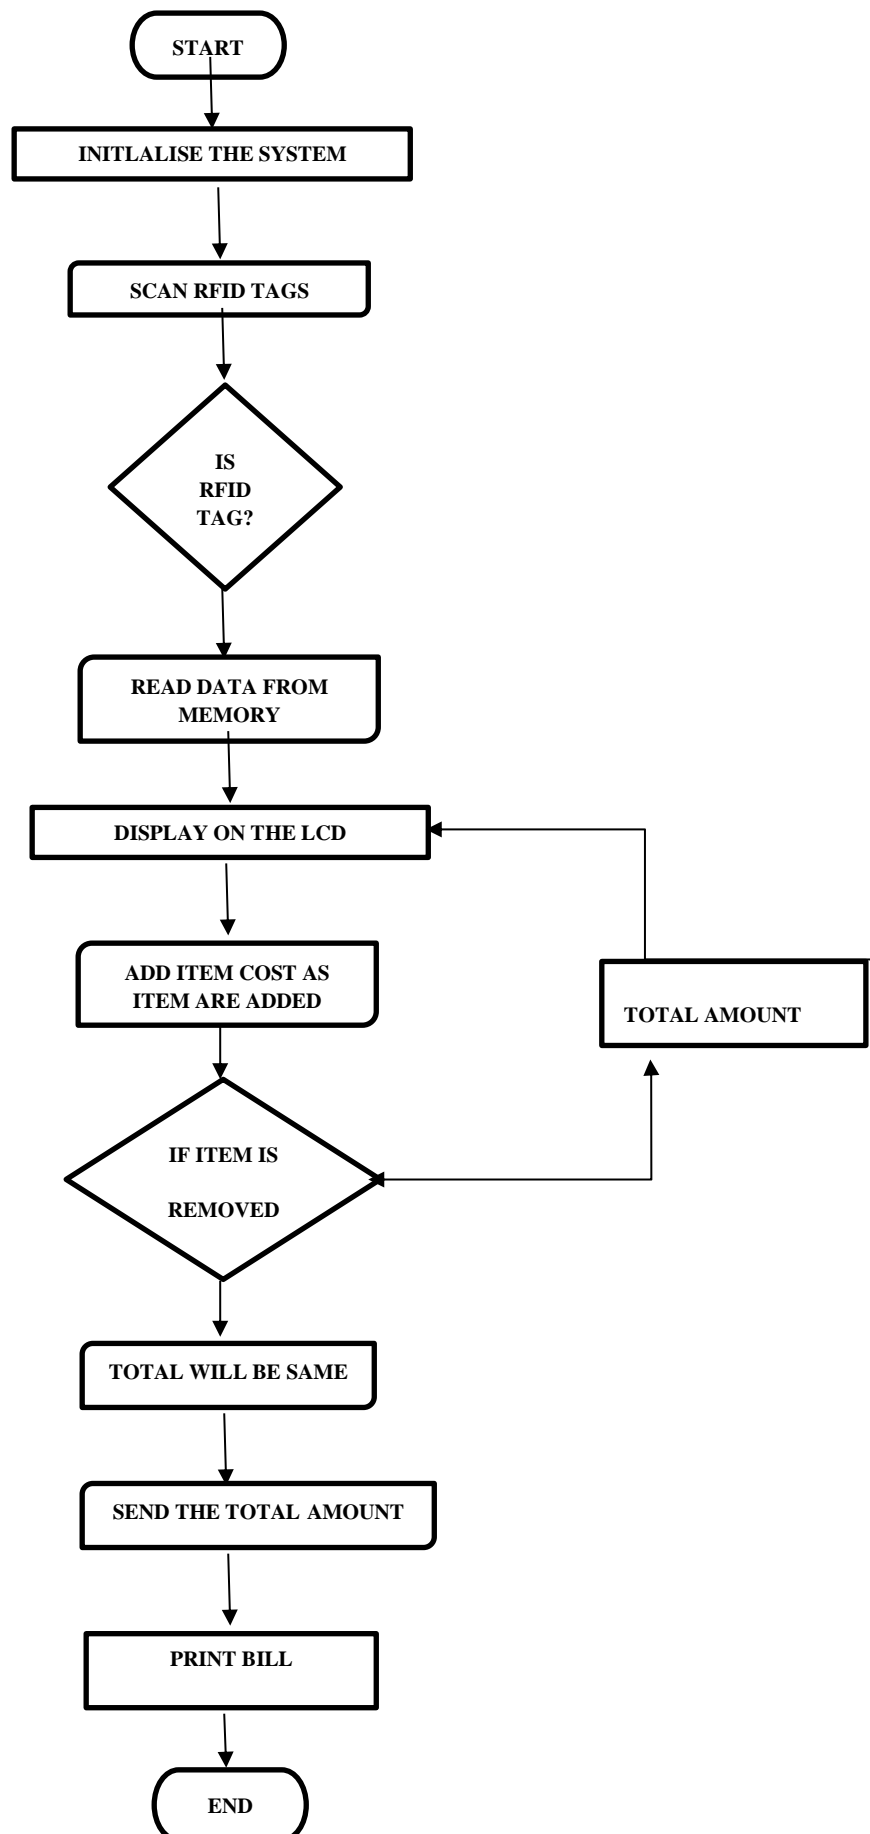 START
INITLALISE THE SYSTEM
SCAN RFID TAGS
IS
RFID
TAG?
READ DATA FROM
MEMORY
DISPLAY ON THE LCD
ADD ITEM COST AS
ITEM ARE ADDED
TOTAL AMOUNT
IF ITEM IS
REMOVED
TOTAL WILL BE SAME
SEND THE TOTAL AMOUNT
PRINT BILL
END